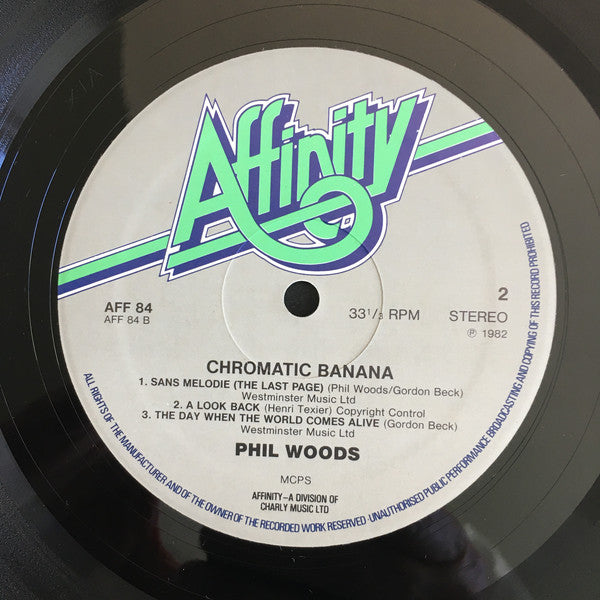 Affinity
AFF 84
AFF 84 B
33 1/3 RPM
2
STEREO
℗ 1982
CHROMATIC BANANA
1. SANS MELODIE (THE LAST PAGE) (Phil Woods/Gordon Beck)
Westminster Music Ltd
2. A LOOK BACK (Henri Texier) Copyright Control
3. THE DAY WHEN THE WORLD COMES ALIVE (Gordon Beck)
Westminster Music Ltd
PHIL WOODS
MCPS
AFFINITY–A DIVISION OF
CHARLY MUSIC LTD
ALL RIGHTS OF THE MANUFACTURER AND OF THE OWNER OF THE RECORDED WORK RESERVED·UNAUTHORISED PUBLIC PERFORMANCE BROADCASTING AND COPYING OF THIS RECORD PROHIBITED